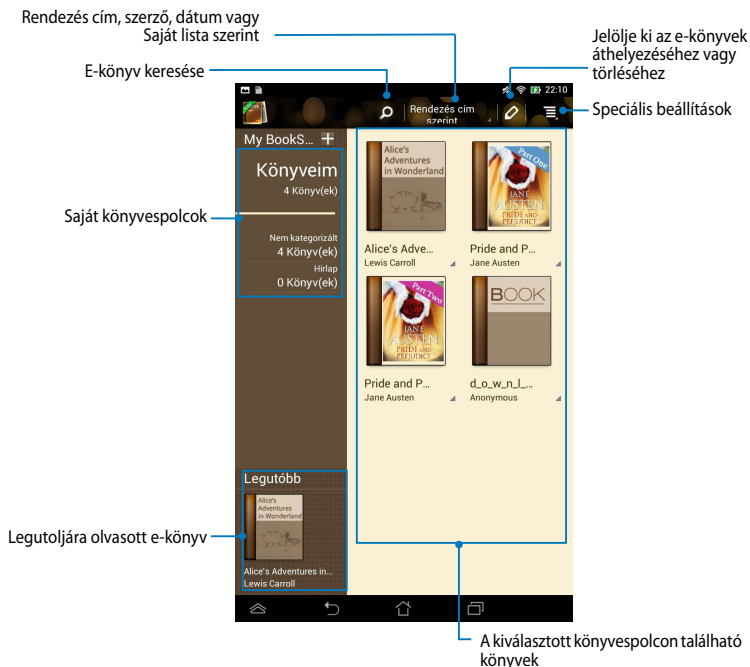 Rendezés cím, szerző, dátum vagy
Saját lista szerint
E-könyv keresése
Jelölje ki az e-könyvek
áthelyezéséhez vagy
törléséhez
Speciális beállítások
22:10
Rendezés cím
szerint
My BookS...
Könyveim
4 Könyv(ek)
Nem kategorizált
4 Könyv(ek)
Hírlap
0 Könyv(ek)
Saját könyvespolcok
Alice's
Adventures
in Wonderland
Alice's Adve...
Lewis Carroll
Part One
JANE
AUSTEN
PRIDE AND
PREJUDICE
Pride and P...
Jane Austen
Part Two
JANE
AUSTEN
PRIDE AND
PREJUDICE
Pride and P...
Jane Austen
BOOK
d_o_w_n_l_...
Anonymous
Legutóbb
Alice's
Adventures
in Wonderland
Alice's Adventures in...
Lewis Carroll
Legutoljára olvasott e-könyv
A kiválasztott könyvespolcon található
könyvek